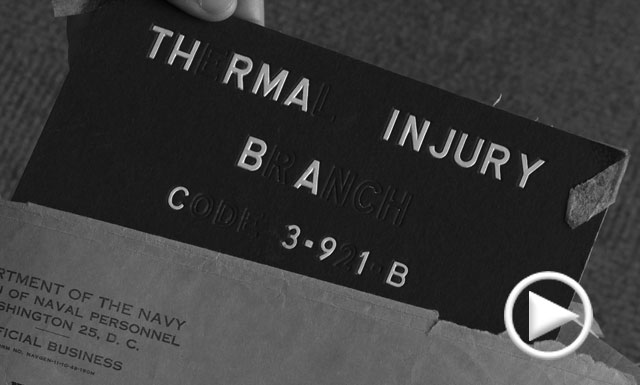 THERMAL INJURY
BRANCH
CODE 3-921-B
DEPARTMENT OF THE NAVY
OF NAVAL PERSONNEL
WASHINGTON 25, D. C.
OFFICIAL BUSINESS